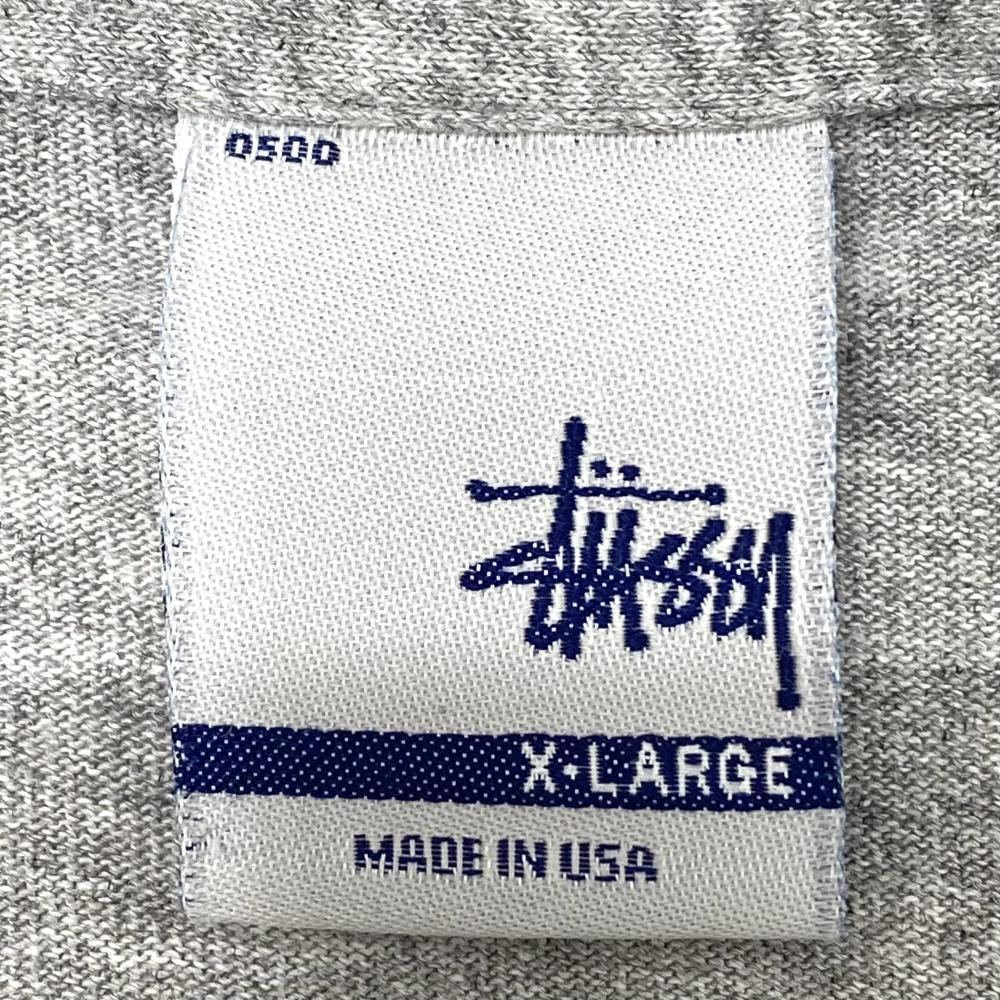 0500
Stüssy
X-LARGE
MADE IN USA